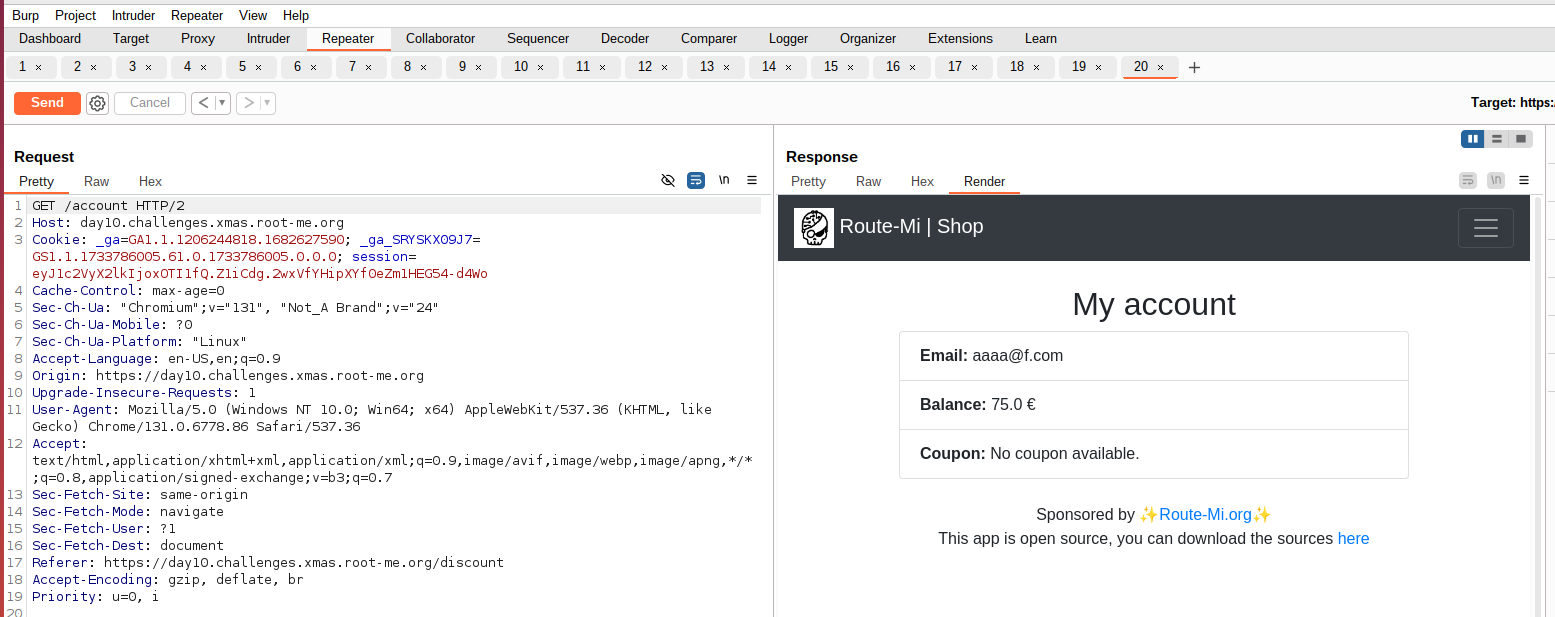 Burp Project Intruder Repeater View Help
Dashboard Target Proxy Intruder Repeater Collaborator Sequencer Decoder Comparer Logger Organizer Extensions Learn
1 × 2 × 3 × 4 × 5 × 6 × 7 × 8 × 9 × 10 × 11 × 12 × 13 × 14 × 15 × 16 × 17 × 18 × 19 × 20 × +
Send Cancel < > Target: https:/
Request
Pretty Raw Hex \n
1 GET /account HTTP/2
2 Host: day10.challenges.xmas.root-me.org
3 Cookie: _ga=GA1.1.1206244818.1682627590; _ga_SRYSKX09J7=
GS1.1.1733786005.61.0.1733786005.0.0.0; session=
eyJ1c2VyX2lkIjoxOTI1fQ.Z1iCdg.2wxVfYHipXYf0eZm1HEG54-d4Wo
4 Cache-Control: max-age=0
5 Sec-Ch-Ua: "Chromium";v="131", "Not_A Brand";v="24"
6 Sec-Ch-Ua-Mobile: ?0
7 Sec-Ch-Ua-Platform: "Linux"
8 Accept-Language: en-US,en;q=0.9
9 Origin: https://day10.challenges.xmas.root-me.org
10 Upgrade-Insecure-Requests: 1
11 User-Agent: Mozilla/5.0 (Windows NT 10.0; Win64; x64) AppleWebKit/537.36 (KHTML, like
Gecko) Chrome/131.0.6778.86 Safari/537.36
12 Accept:
text/html,application/xhtml+xml,application/xml;q=0.9,image/avif,image/webp,image/apng,*/*
;q=0.8,application/signed-exchange;v=b3;q=0.7
13 Sec-Fetch-Site: same-origin
14 Sec-Fetch-Mode: navigate
15 Sec-Fetch-User: ?1
16 Sec-Fetch-Dest: document
17 Referer: https://day10.challenges.xmas.root-me.org/discount
18 Accept-Encoding: gzip, deflate, br
19 Priority: u=0, i
20
Response
Pretty Raw Hex Render \n
Route-Mi | Shop
My account
Email: aaaa@f.com
Balance: 75.0 €
Coupon: No coupon available.
Sponsored by ✨Route-Mi.org✨
This app is open source, you can download the sources here